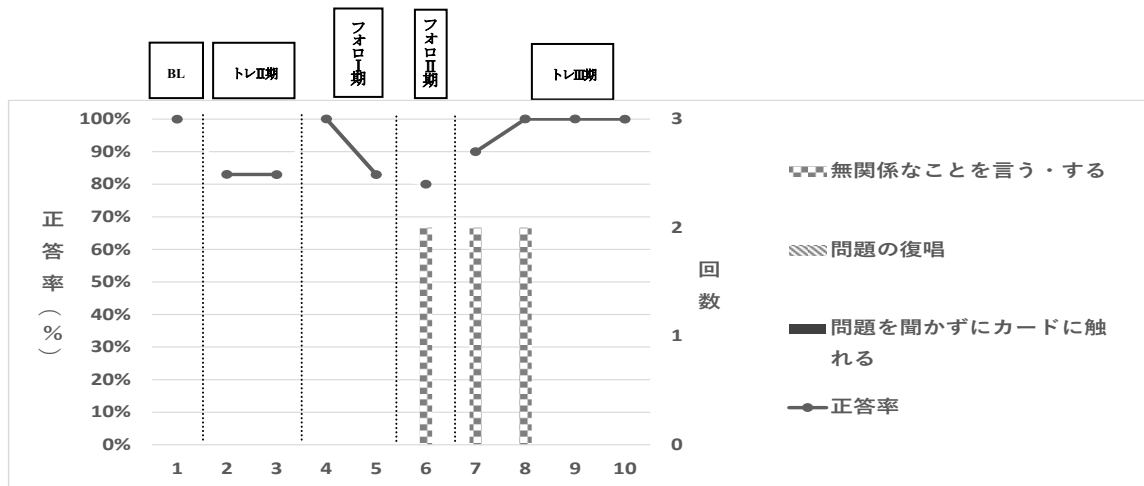 BL
トレⅡ期
フォロⅠ期
フォロⅡ期
トレⅢ期
100%
90%
80%
70%
60%
50%
40%
30%
20%
10%
0%
正答率(%)
3
2
1
0
回数
1 2 3 4 5 6 7 8 9 10
無関係なことを言う・する
問題の復唱
問題を聞かずにカードに触
れる
正答率